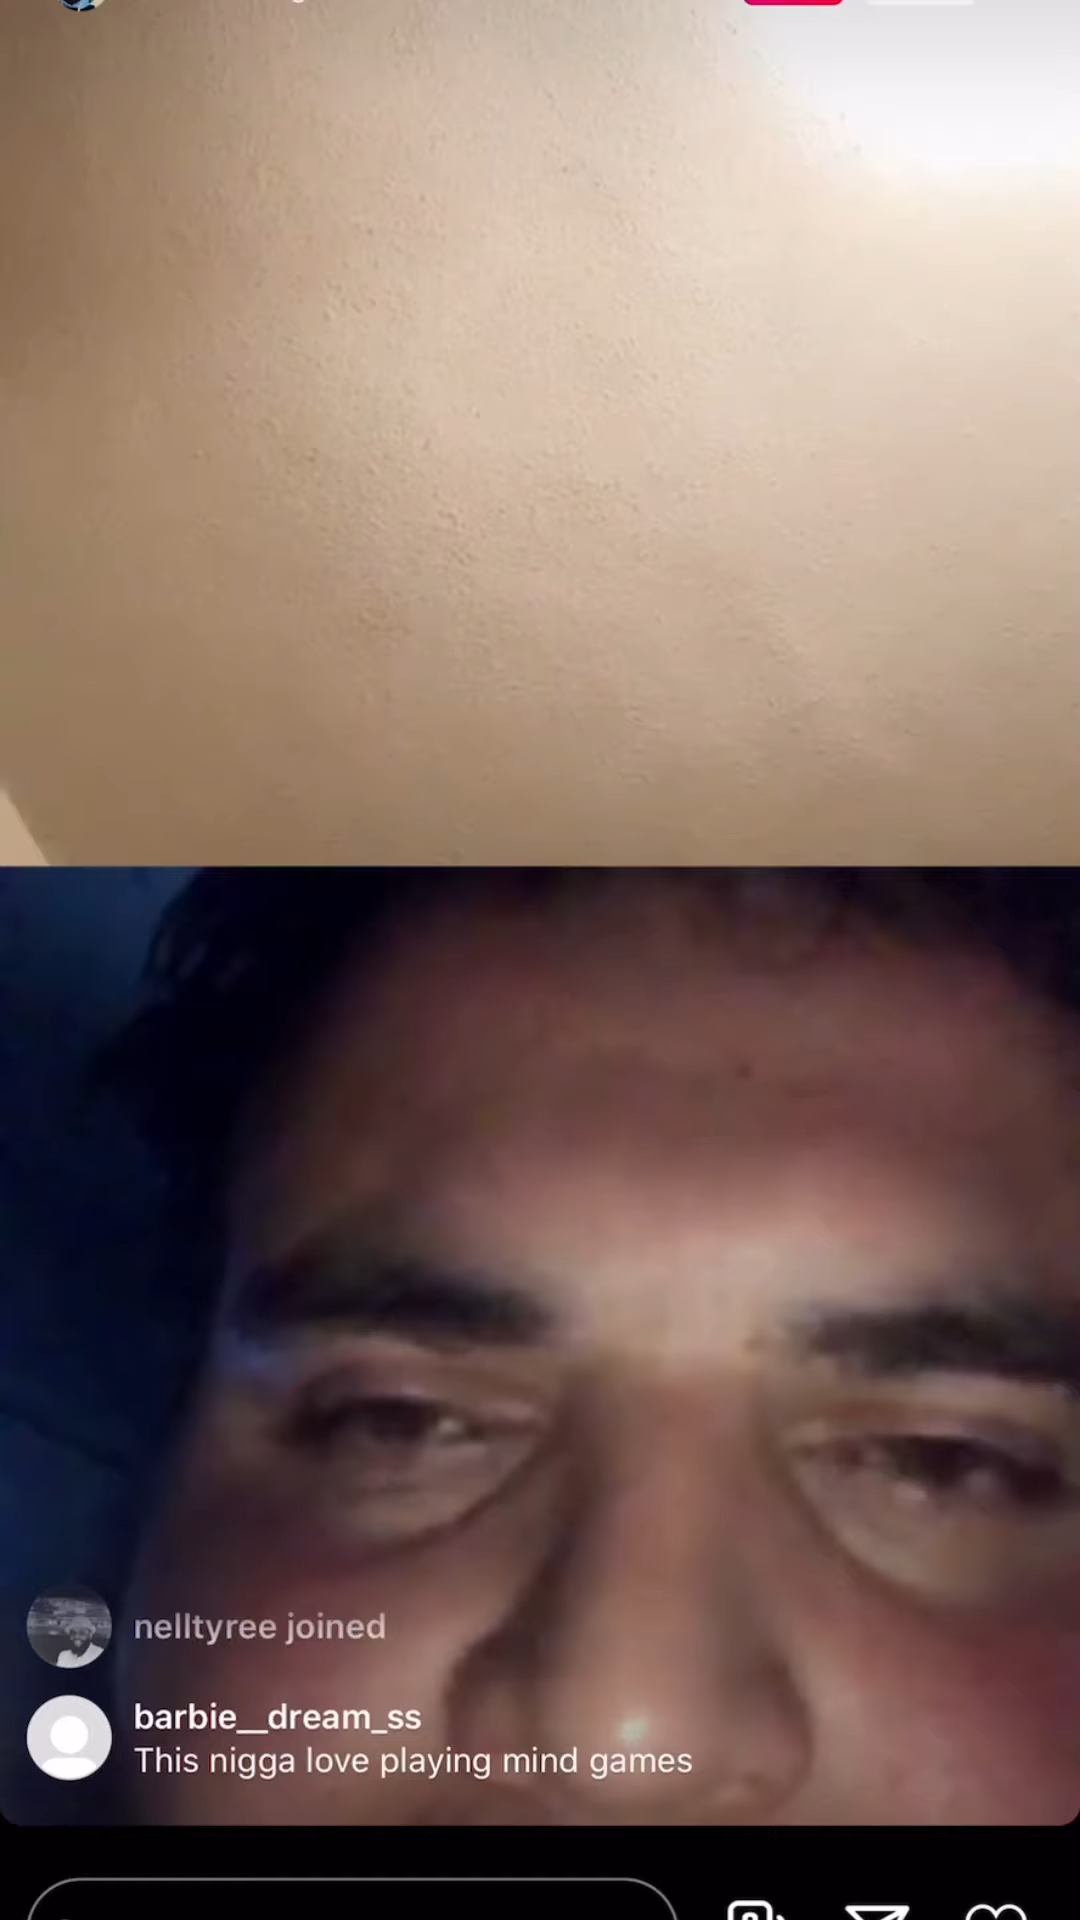 nelltyree joined
barbie__dream_ss
This nigga love playing mind games